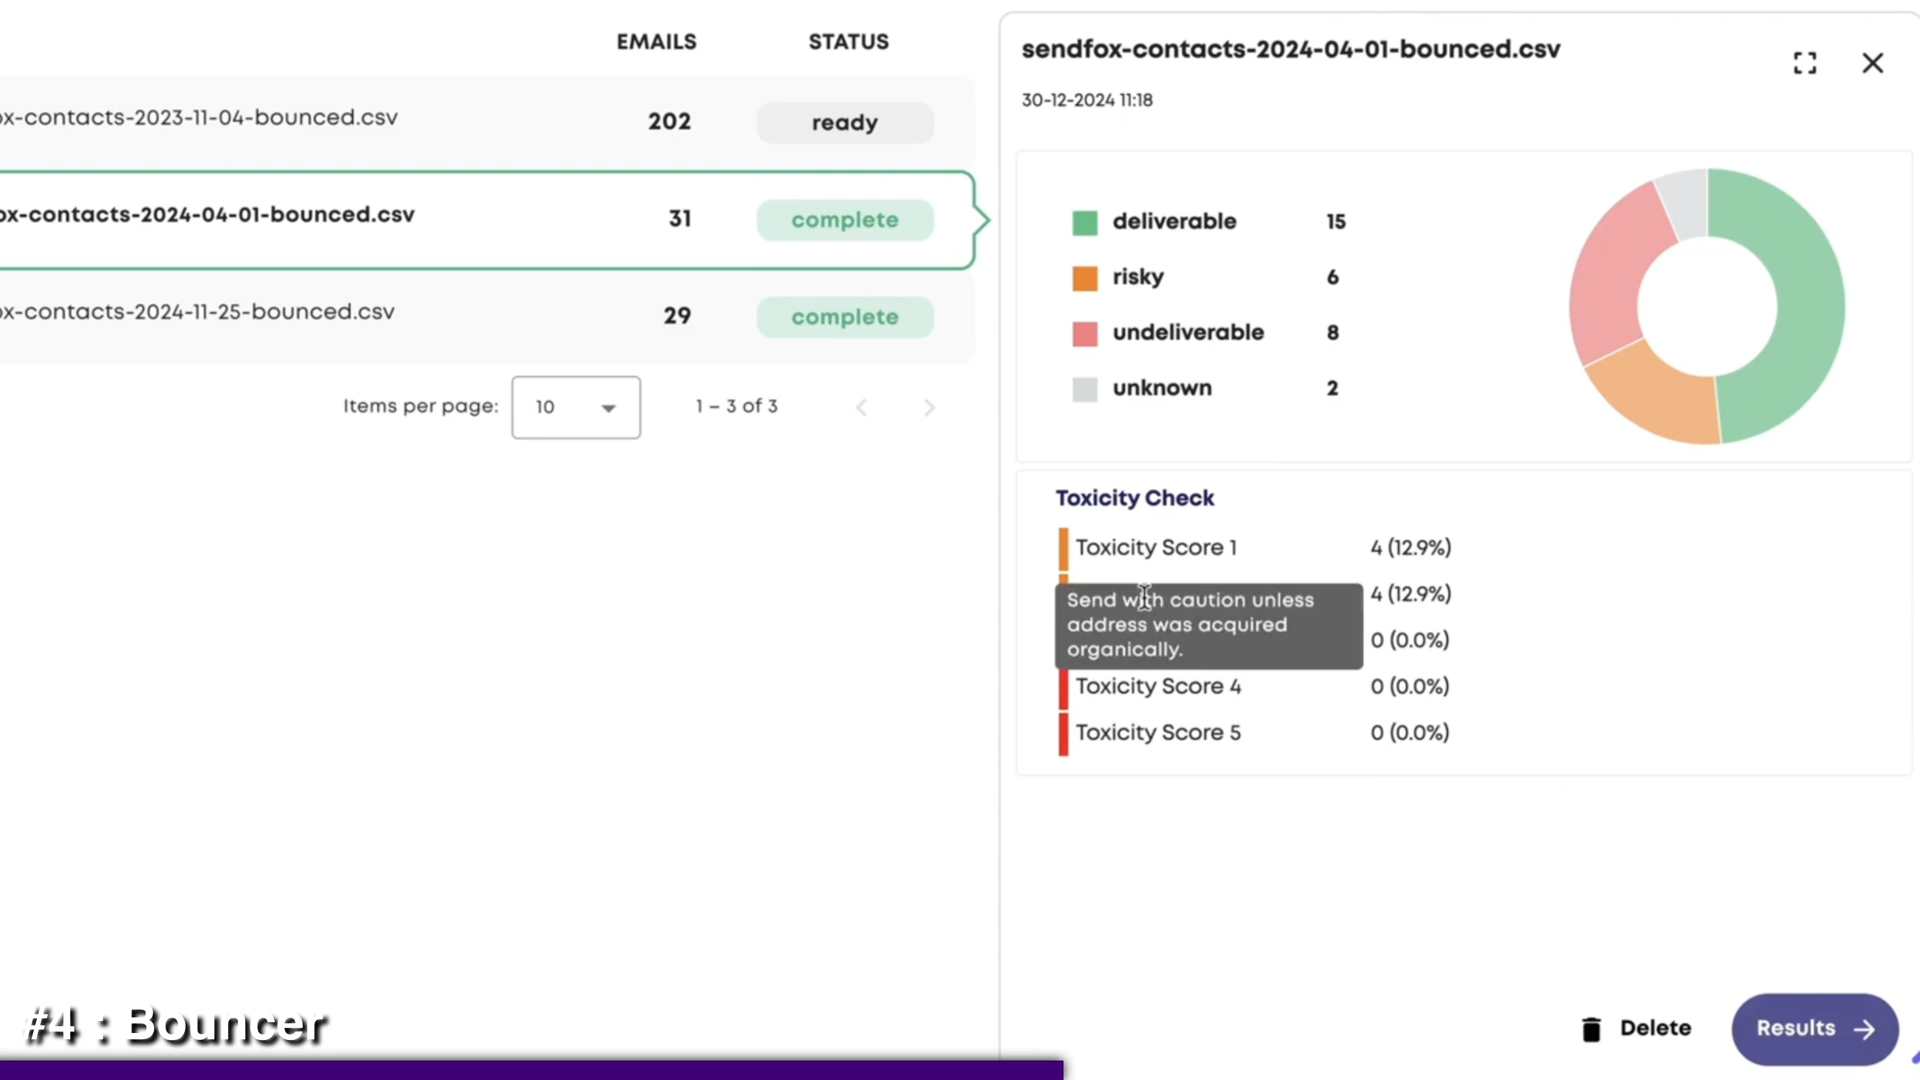 EMAILS STATUS
ox-contacts-2023-11-04-bounced.csv 202 ready
ox-contacts-2024-04-01-bounced.csv 31 complete
ox-contacts-2024-11-25-bounced.csv 29 complete
Items per page: 10 1 – 3 of 3
sendfox-contacts-2024-04-01-bounced.csv
30-12-2024 11:18
deliverable 15
risky 6
undeliverable 8
unknown 2
Toxicity Check
Toxicity Score 1 4 (12.9%)
4 (12.9%)
Send with caution unless
address was acquired
organically.
0 (0.0%)
Toxicity Score 4 0 (0.0%)
Toxicity Score 5 0 (0.0%)
Delete Results
#4 : Bouncer